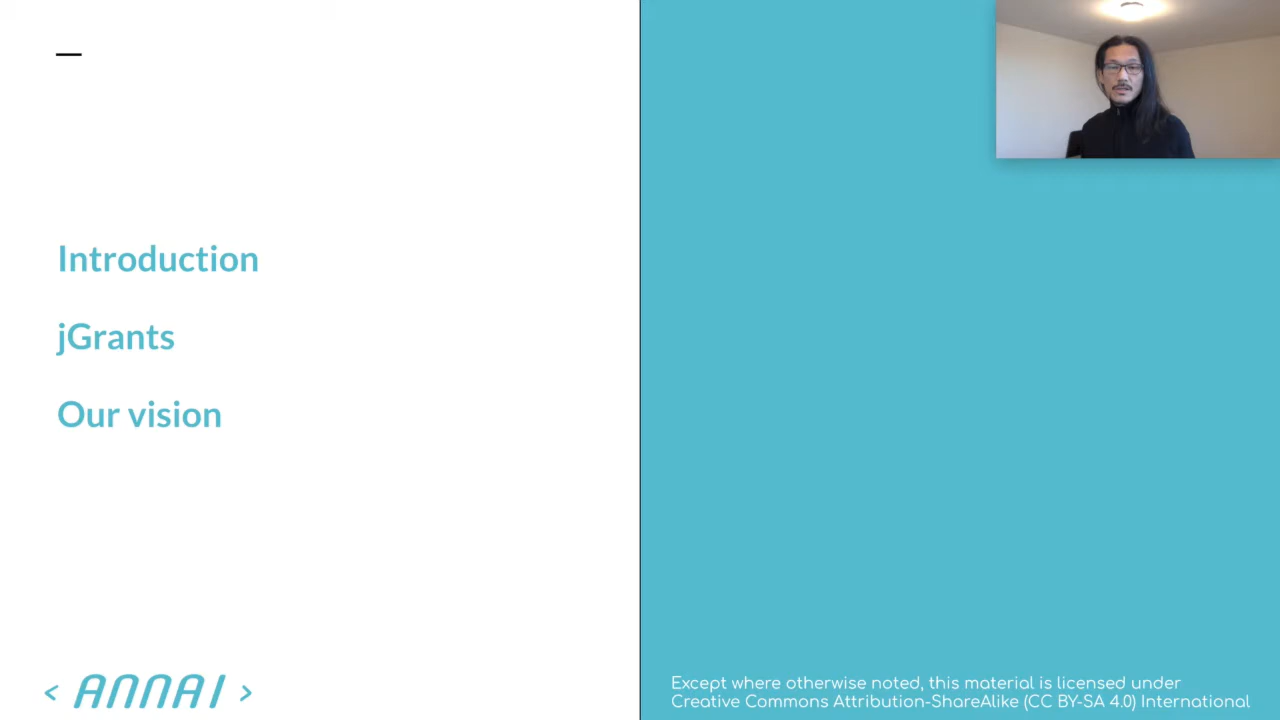 Introduction
jGrants
Our vision
< ANNAI >
Except where otherwise noted, this material is licensed under
Creative Commons Attribution-ShareAlike (CC BY-SA 4.0) International